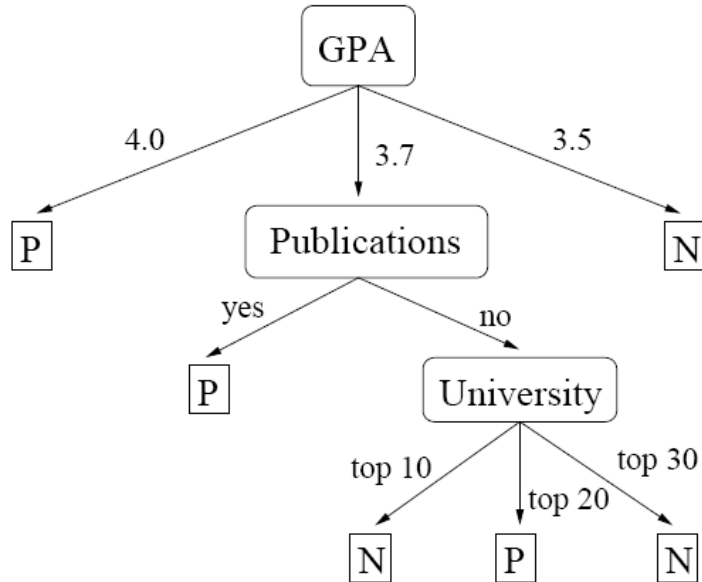 GPA
4.0
3.7
3.5
P
Publications
N
yes
no
P
University
top 10
top 20
top 30
N
P
N